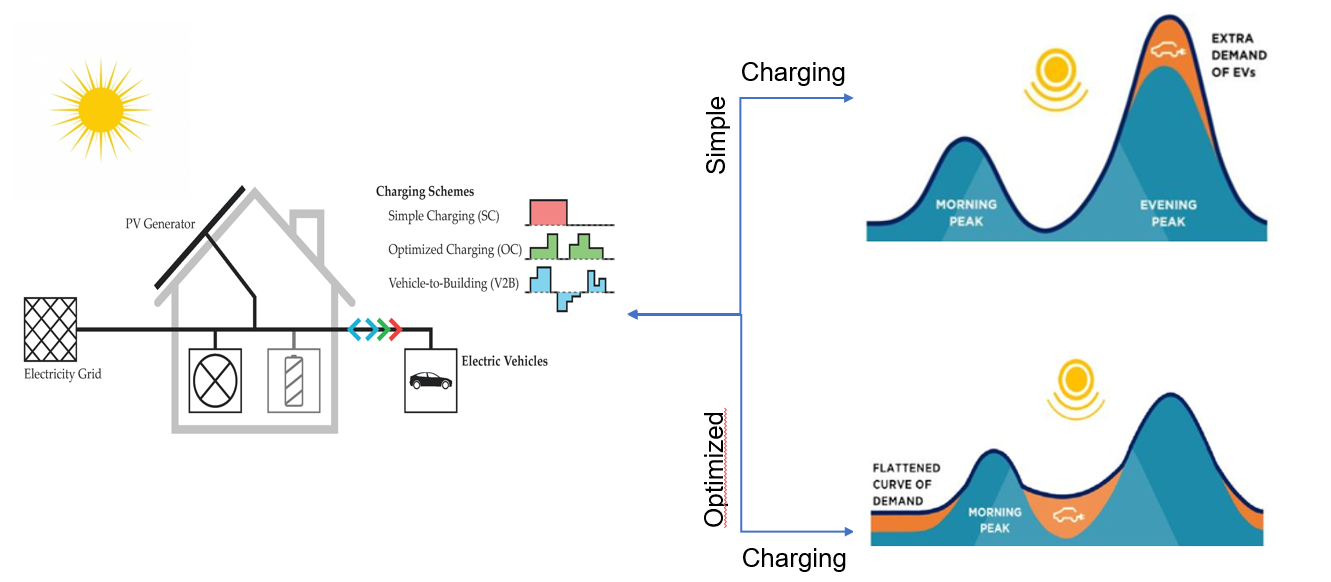 PV Generator
Electricity Grid
Charging Schemes
Simple Charging (SC)
Optimized Charging (OC)
Vehicle-to-Building (V2B)
Electric Vehicles
Simple
Charging
EXTRA
DEMAND
OF EVs
MORNING
PEAK
EVENING
PEAK
Optimized
Charging
FLATTENED
CURVE OF
DEMAND
MORNING
PEAK